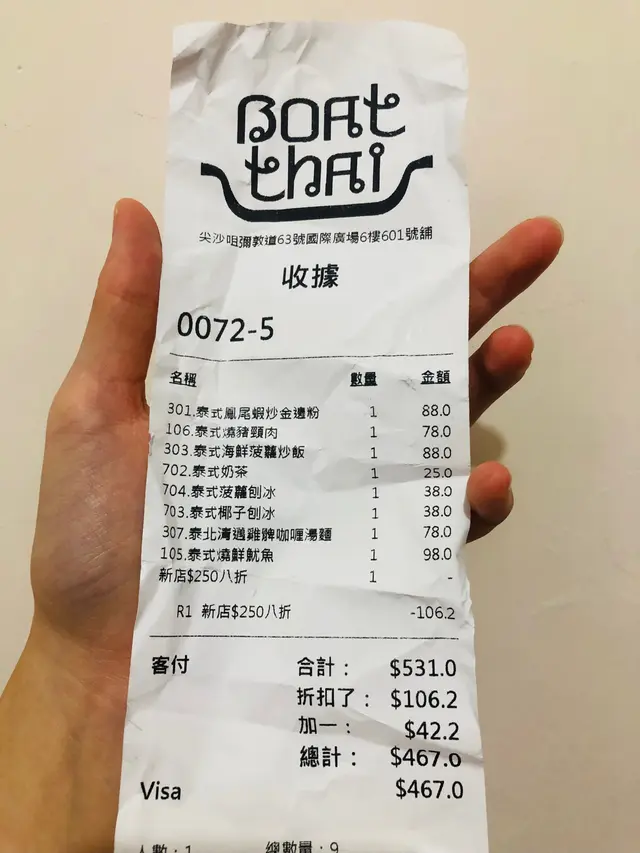 BOAt
thai
尖沙咀彌敦道63號國際廣場6樓601號舖
收據
0072-5
名稱 數量 金額
301.泰式鳳尾蝦炒金邊粉 1 88.0
106.泰式燒豬頸肉 1 78.0
303.泰式海鮮菠蘿炒飯 1 88.0
702.泰式奶茶 1 25.0
704.泰式菠蘿刨冰 1 38.0
703.泰式椰子刨冰 1 38.0
307.泰北清邁雞髀咖喱湯麵 1 78.0
105.泰式燒鮮魷魚 1 98.0
新店$250八折 1 -
R1 新店$250八折 -106.2
客付 合計： $531.0
折扣了： $106.2
加一： $42.2
總計： $467.0
Visa $467.0
人數：1 總數量：9